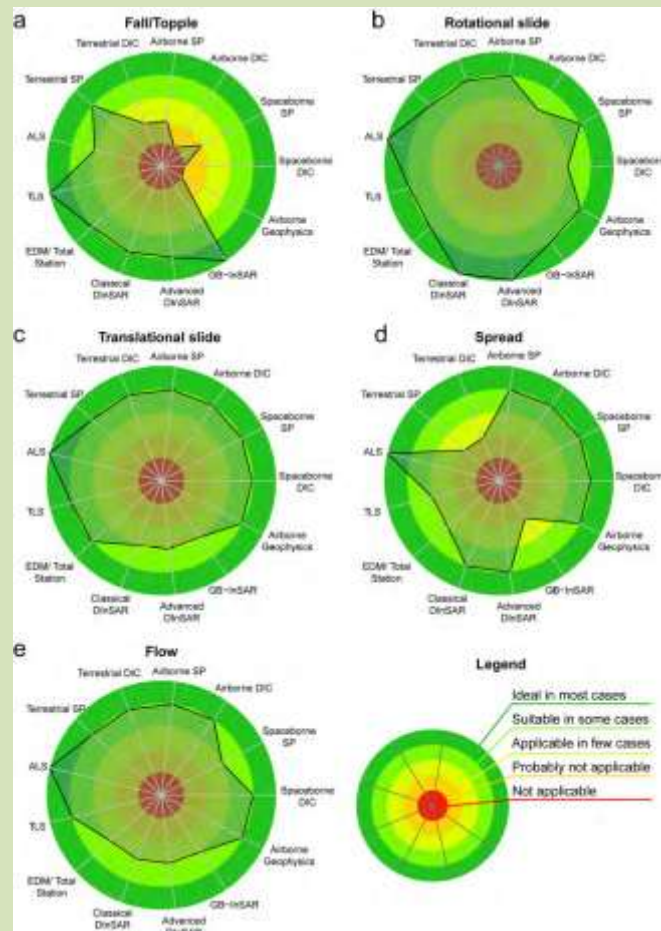 a
Fall/Topple
Airborne SP
Airborne DIC
Spaceborne
SP
Spaceborne
DIC
Airborne
Geophysics
GB-InSAR
Advanced
DInSAR
Classical
DInSAR
EDM/ Total
Station
TLS
ALS
Terrestrial SP
Terrestrial DIC
b
Rotational slide
Airborne SP
Airborne DIC
Spaceborne
SP
Spaceborne
DIC
Airborne
Geophysics
GB-InSAR
Advanced
DInSAR
Classical
DInSAR
EDM/ Total
Station
TLS
ALS
Terrestrial SP
Terrestrial DIC
c
Translational slide
Airborne SP
Airborne DIC
Spaceborne
SP
Spaceborne
DIC
Airborne
Geophysics
GB-InSAR
Advanced
DInSAR
Classical
DInSAR
EDM/ Total
Station
TLS
ALS
Terrestrial SP
Terrestrial DIC
d
Spread
Airborne SP
Airborne DIC
Spaceborne
SP
Spaceborne
DIC
Airborne
Geophysics
GB-InSAR
Advanced
DInSAR
Classical
DInSAR
EDM/ Total
Station
TLS
ALS
Terrestrial SP
Terrestrial DIC
e
Flow
Airborne SP
Airborne DIC
Spaceborne
SP
Spaceborne
DIC
Airborne
Geophysics
GB-InSAR
Advanced
DInSAR
Classical
DInSAR
EDM/ Total
Station
TLS
ALS
Terrestrial SP
Terrestrial DIC
Legend
Ideal in most cases
Suitable in some cases
Applicable in few cases
Probably not applicable
Not applicable